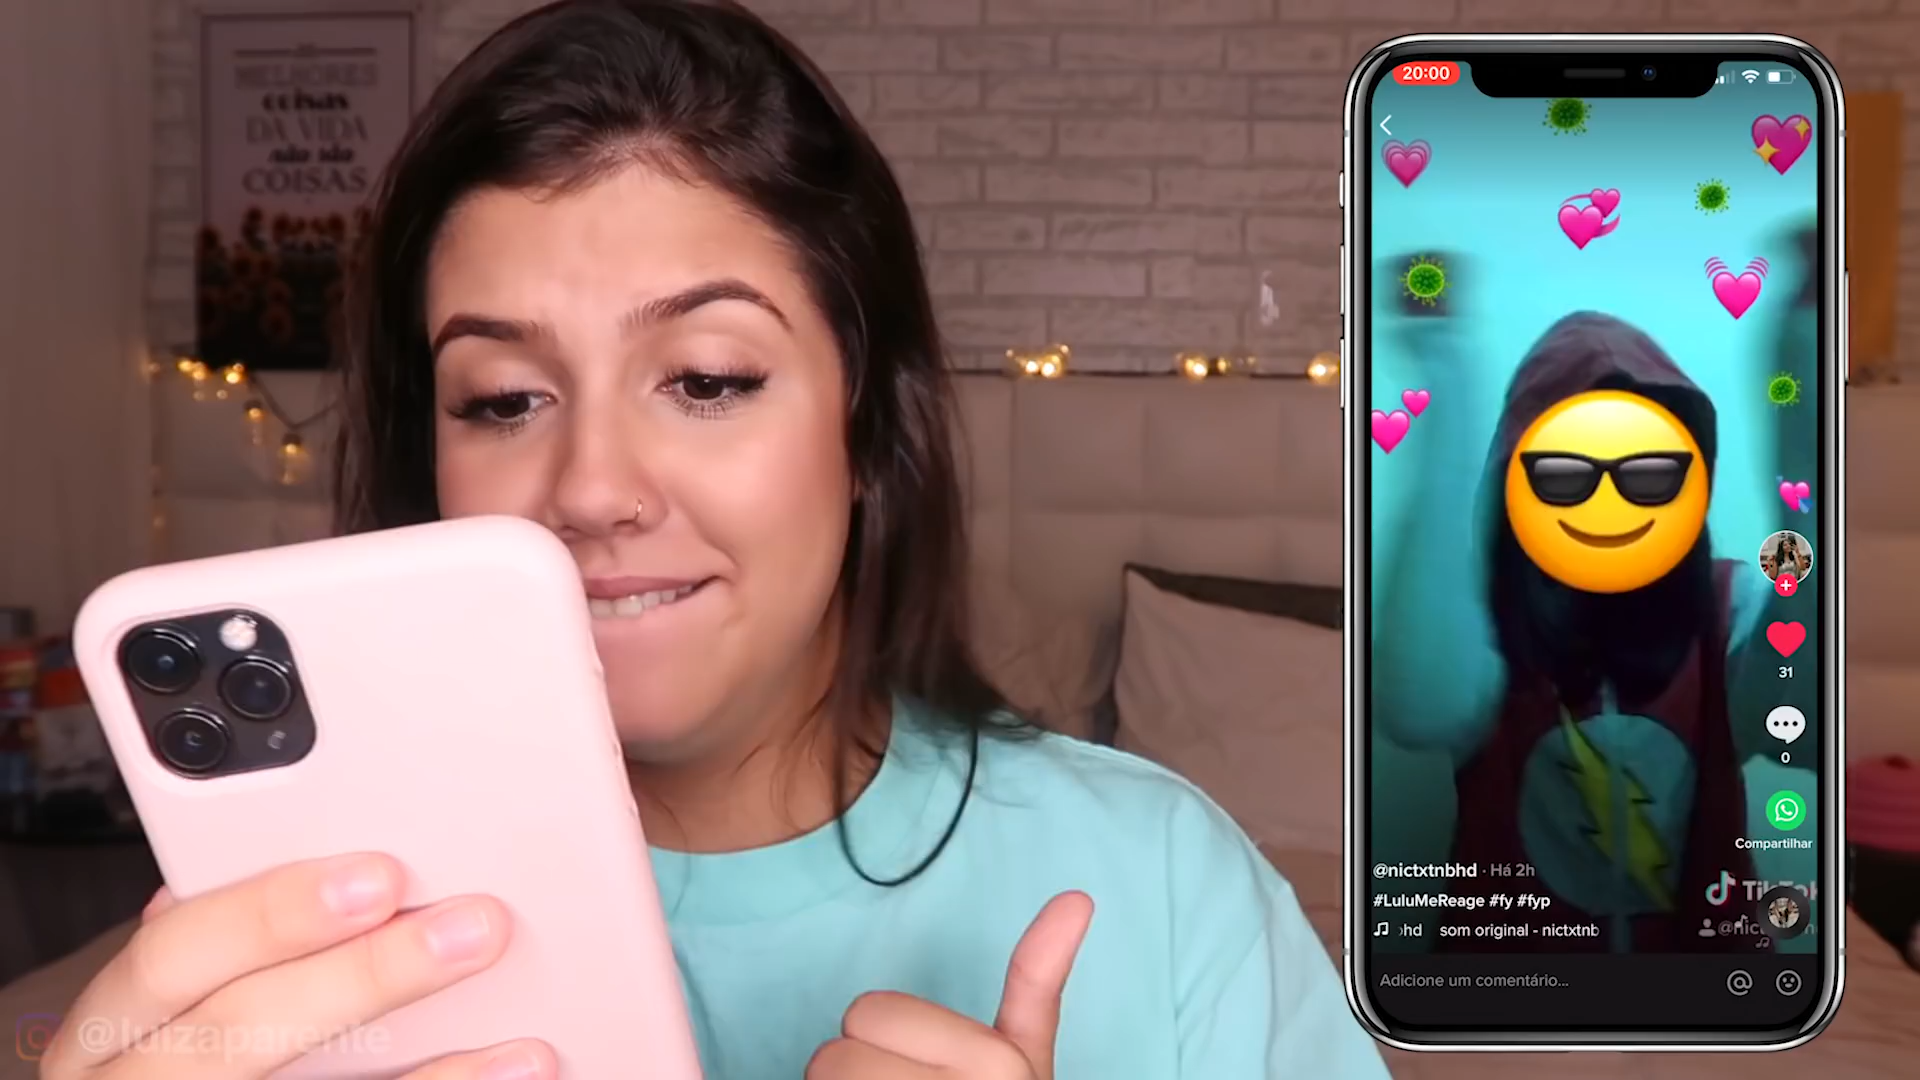 MELHORES
coisas
DA VIDA
não são
COISAS
@luizaparente
20:00
31
0
Compartilhar
@nictxtnbhd · Há 2h
#LuluMeReage #fy #fyp
som original - nictxtnb
Adicione um comentário...